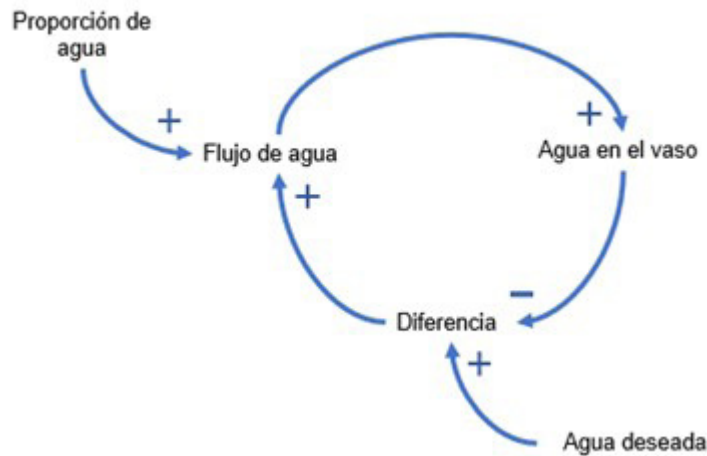 Proporción de
agua
+
Flujo de agua
+
Agua en el vaso
+
−
Diferencia
+
Agua deseada